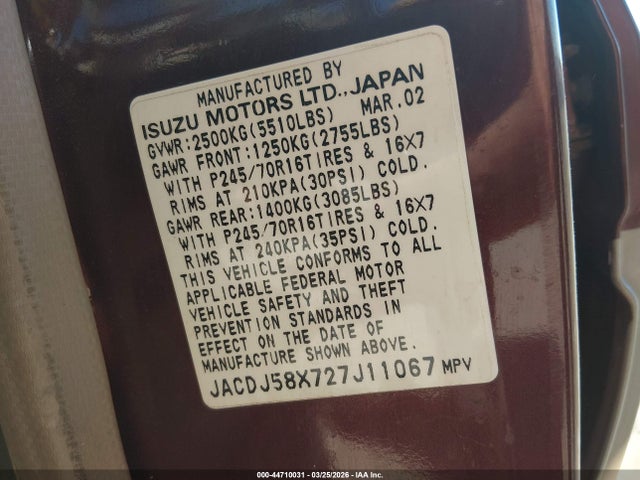 MANUFACTURED BY
ISUZU MOTORS LTD.,JAPAN
GVWR:2500KG(5510LBS) MAR.02
GAWR FRONT:1250KG(2755LBS)
WITH P245/70R16TIRES & 16X7
RIMS AT 210KPA(30PSI) COLD.
GAWR REAR:1400KG(3085LBS)
WITH P245/70R16TIRES & 16X7
RIMS AT 240KPA(35PSI) COLD.
THIS VEHICLE CONFORMS TO ALL
APPLICABLE FEDERAL MOTOR
VEHICLE SAFETY AND THEFT
PREVENTION STANDARDS IN
EFFECT ON THE DATE OF
MANUFACTURE SHOWN ABOVE.
JACDJ58X727J11067 MPV
000-44710031 - 03/25/2026 - IAA Inc.